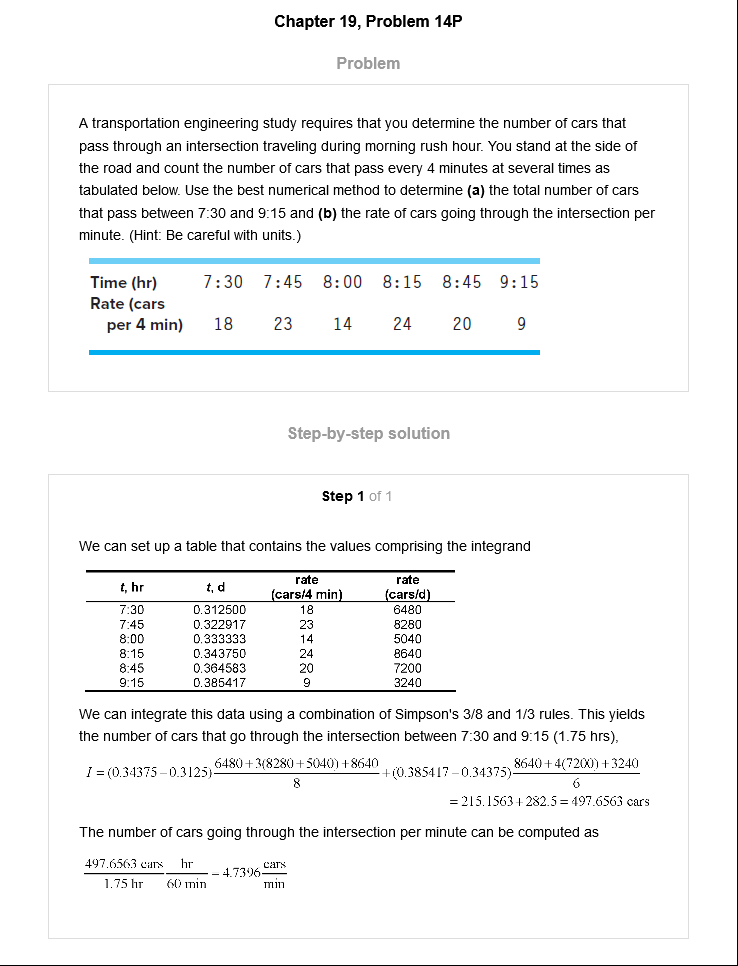 Chapter 19, Problem 14P
Problem
A transportation engineering study requires that you determine the number of cars that
pass through an intersection traveling during morning rush hour. You stand at the side of
the road and count the number of cars that pass every 4 minutes at several times as
tabulated below. Use the best numerical method to determine (a) the total number of cars
that pass between 7:30 and 9:15 and (b) the rate of cars going through the intersection per
minute. (Hint: Be careful with units.)
Time (hr) 7:30 7:45 8:00 8:15 8:45 9:15
Rate (cars
per 4 min) 18 23 14 24 20 9
Step-by-step solution
Step 1 of 1
We can set up a table that contains the values comprising the integrand
t, hr t, d rate (cars/4 min) rate (cars/d)
7:30 0.312500 18 6480
7:45 0.322917 23 8280
8:00 0.333333 14 5040
8:15 0.343750 24 8640
8:45 0.364583 20 7200
9:15 0.385417 9 3240
We can integrate this data using a combination of Simpson's 3/8 and 1/3 rules. This yields
the number of cars that go through the intersection between 7:30 and 9:15 (1.75 hrs),
I = (0.34375 – 0.3125) 6480 + 3(8280 + 5040) + 8640 / 8 + (0.385417 – 0.34375) 8640 + 4(7200) + 3240 / 6
= 215.1563 + 282.5 = 497.6563 cars
The number of cars going through the intersection per minute can be computed as
497.6563 cars / 1.75 hr hr / 60 min = 4.7396 cars / min